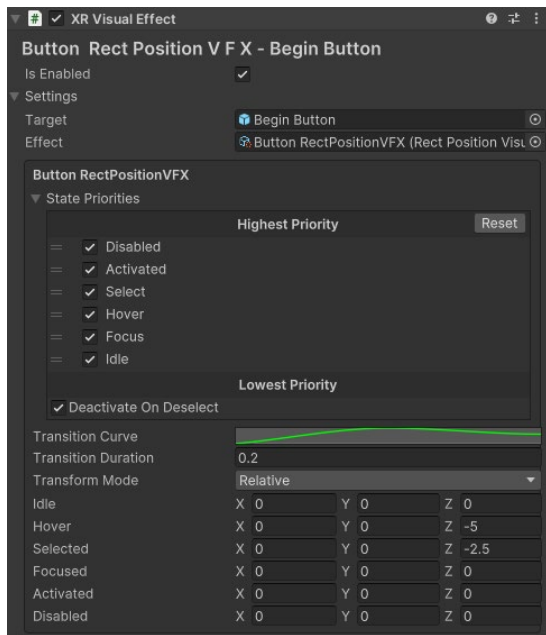 XR Visual Effect
Button Rect Position V F X - Begin Button
Is Enabled
Settings
Target Begin Button
Effect Button RectPositionVFX (Rect Position Visu
Button RectPositionVFX
State Priorities
Highest Priority Reset
Disabled
Activated
Select
Hover
Focus
Idle
Lowest Priority
Deactivate On Deselect
Transition Curve
Transition Duration 0.2
Transform Mode Relative
Idle X 0 Y 0 Z 0
Hover X 0 Y 0 Z -5
Selected X 0 Y 0 Z -2.5
Focused X 0 Y 0 Z 0
Activated X 0 Y 0 Z 0
Disabled X 0 Y 0 Z 0